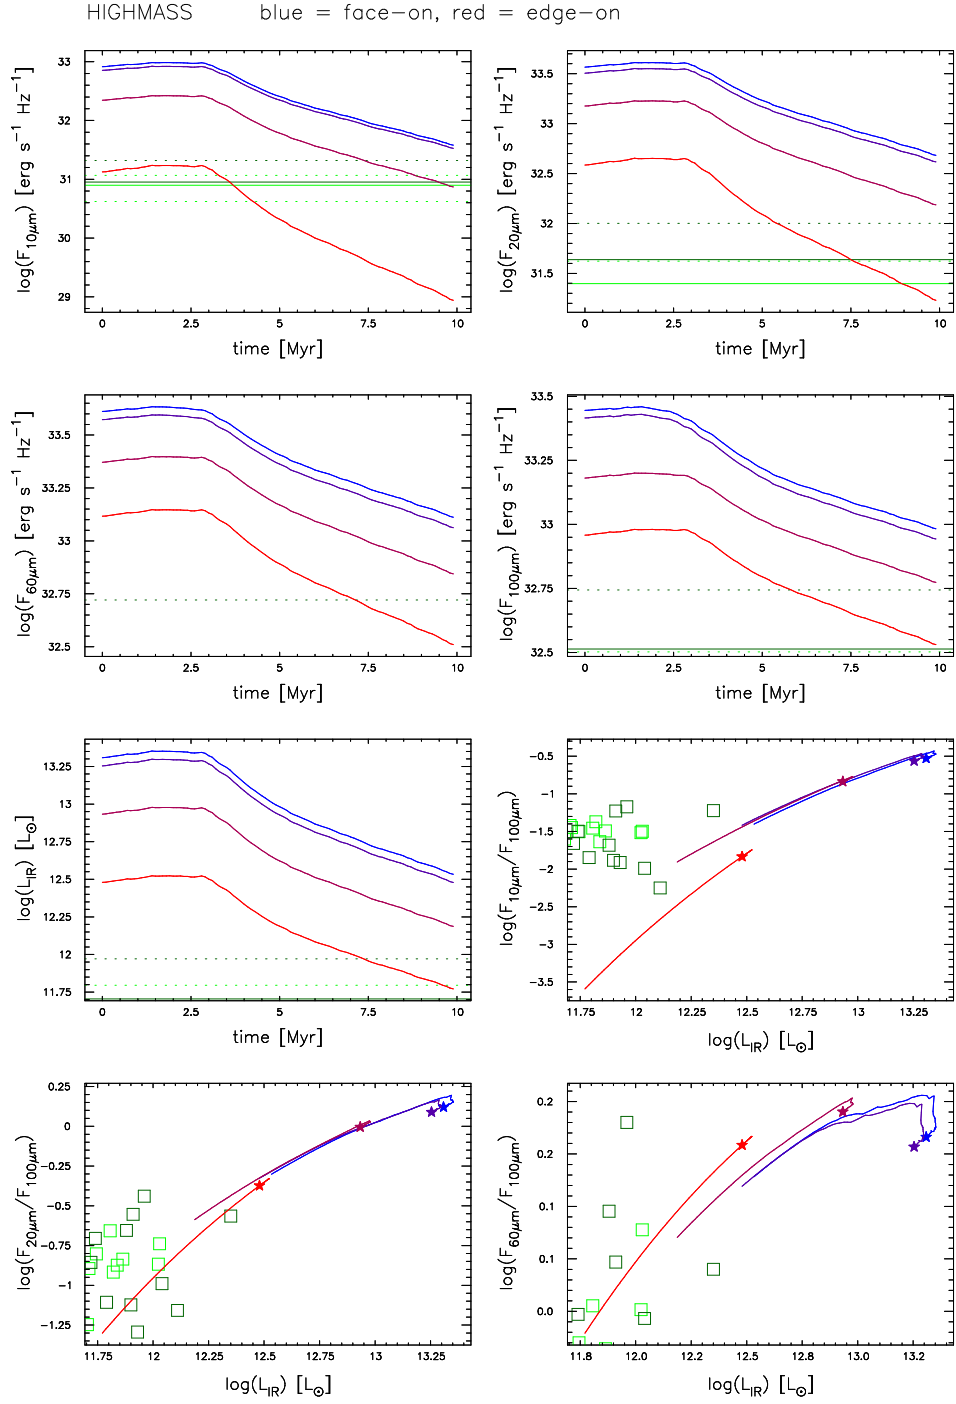 HIGHMASS blue = face-on, red = edge-on
log(F10μm) [erg s−1 Hz−1]
33
32
31
30
29
0 2.5 5 7.5 10
time [Myr]
log(F20μm) [erg s−1 Hz−1]
33.5
33
32.5
32
31.5
0 2.5 5 7.5 10
time [Myr]
log(F60μm) [erg s−1 Hz−1]
33.5
33.25
33
32.75
32.5
0 2.5 5 7.5 10
time [Myr]
log(F100μm) [erg s−1 Hz−1]
33.5
33.25
33
32.75
32.5
0 2.5 5 7.5 10
time [Myr]
log(LIR) [L⊙]
13.25
13
12.75
12.5
12.25
12
11.75
0 2.5 5 7.5 10
time [Myr]
log(F10μm/F100μm)
−0.5
−1
−1.5
−2
−2.5
−3
−3.5
11.75 12 12.25 12.5 12.75 13 13.25
log(LIR) [L⊙]
log(F20μm/F100μm)
0.25
0
−0.25
−0.5
−0.75
−1
−1.25
11.75 12 12.25 12.5 12.75 13 13.25
log(LIR) [L⊙]
log(F60μm/F100μm)
0.2
0.2
0.1
0.1
0.0
11.8 12.0 12.2 12.5 12.8 13.0 13.2
log(LIR) [L⊙]